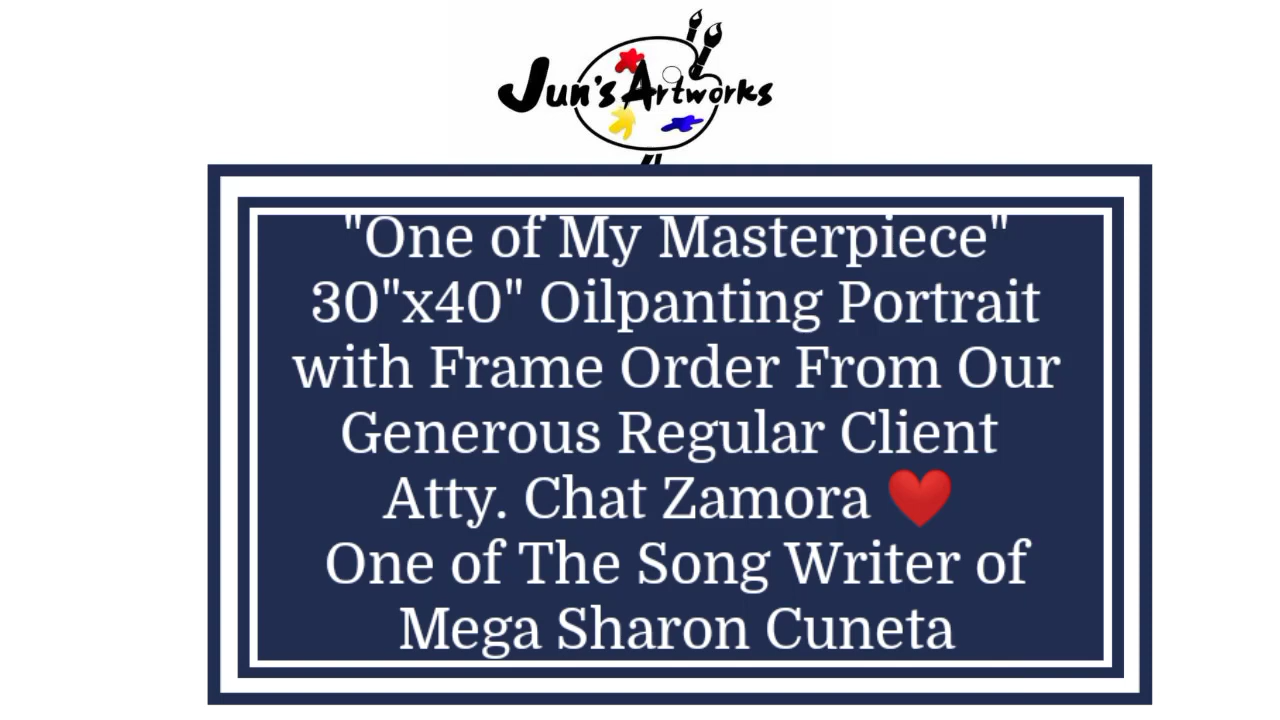 Jun's Artworks
"One of My Masterpiece"
30"x40" Oilpanting Portrait
with Frame Order From Our
Generous Regular Client
Atty. Chat Zamora ❤️
One of The Song Writer of
Mega Sharon Cuneta